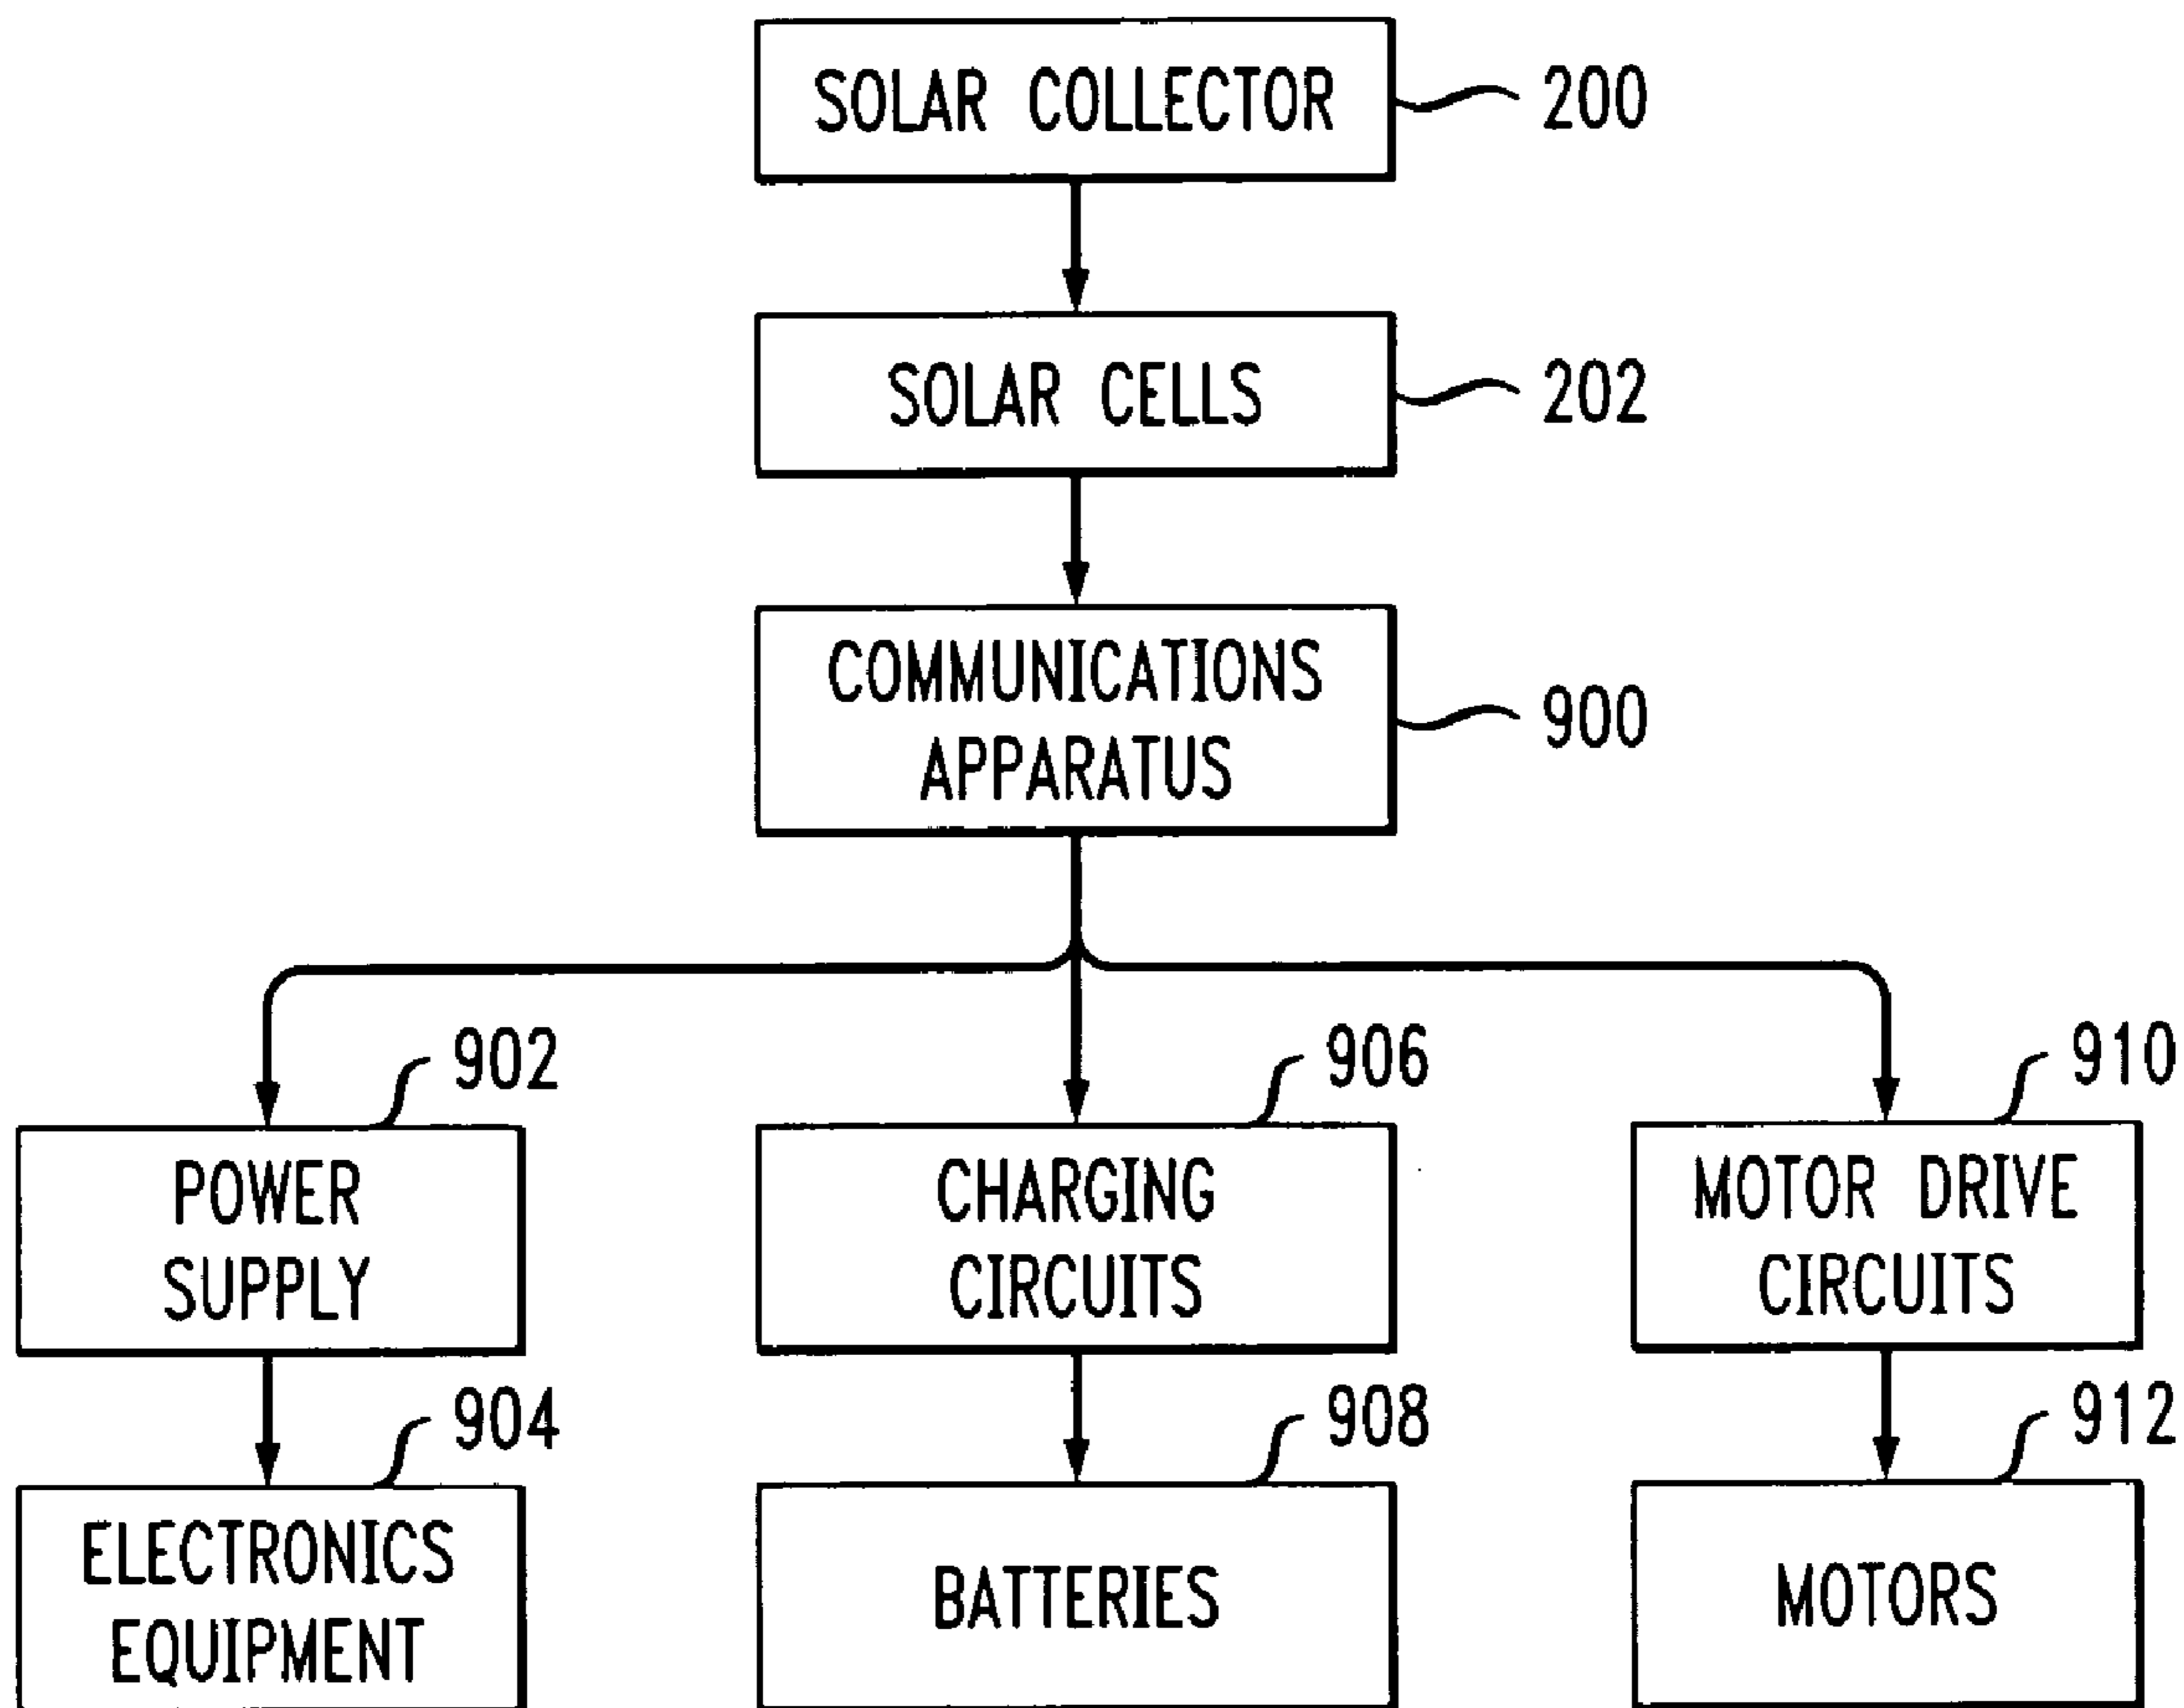 SOLAR COLLECTOR
200
SOLAR CELLS
202
COMMUNICATIONS
APPARATUS
900
902
906
910
POWER
SUPPLY
CHARGING
CIRCUITS
MOTOR DRIVE
CIRCUITS
904
908
912
ELECTRONICS
EQUIPMENT
BATTERIES
MOTORS